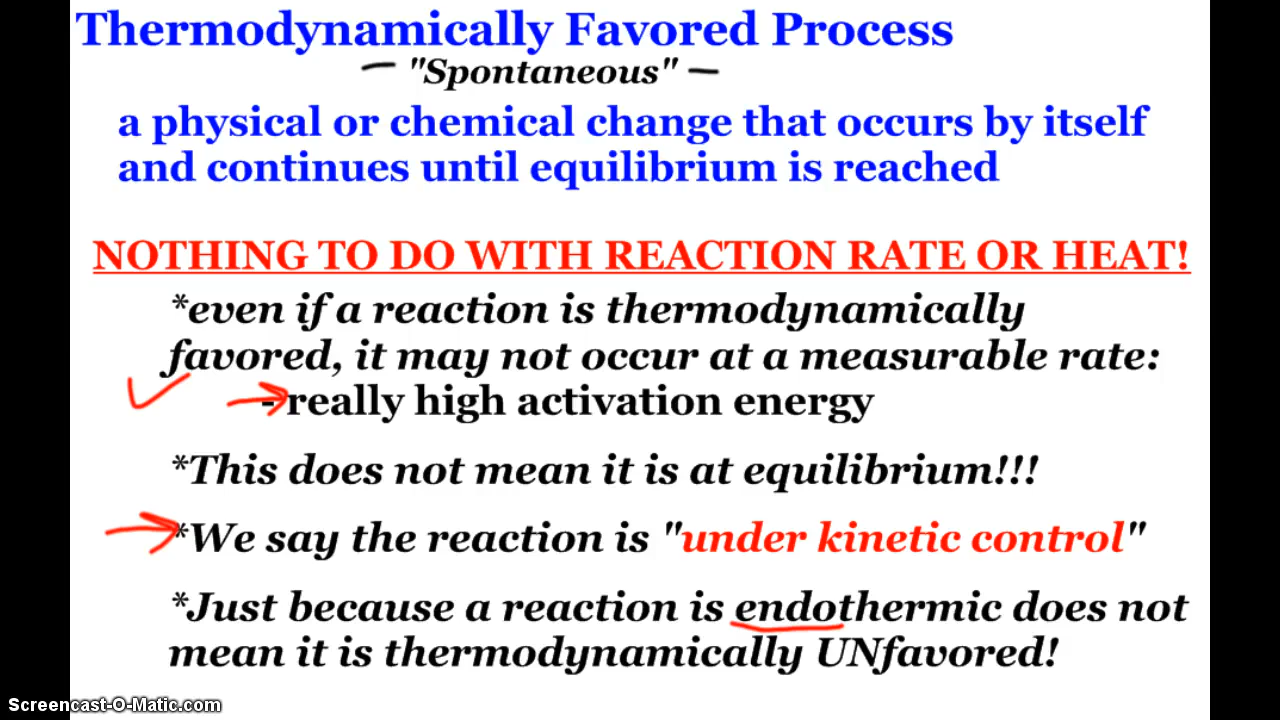 Thermodynamically Favored Process
"Spontaneous"
a physical or chemical change that occurs by itself
and continues until equilibrium is reached
NOTHING TO DO WITH REACTION RATE OR HEAT!
*even if a reaction is thermodynamically
favored, it may not occur at a measurable rate:
- really high activation energy
*This does not mean it is at equilibrium!!!
*We say the reaction is "under kinetic control"
*Just because a reaction is endothermic does not
mean it is thermodynamically UNfavored!
Screencast-O-Matic.com